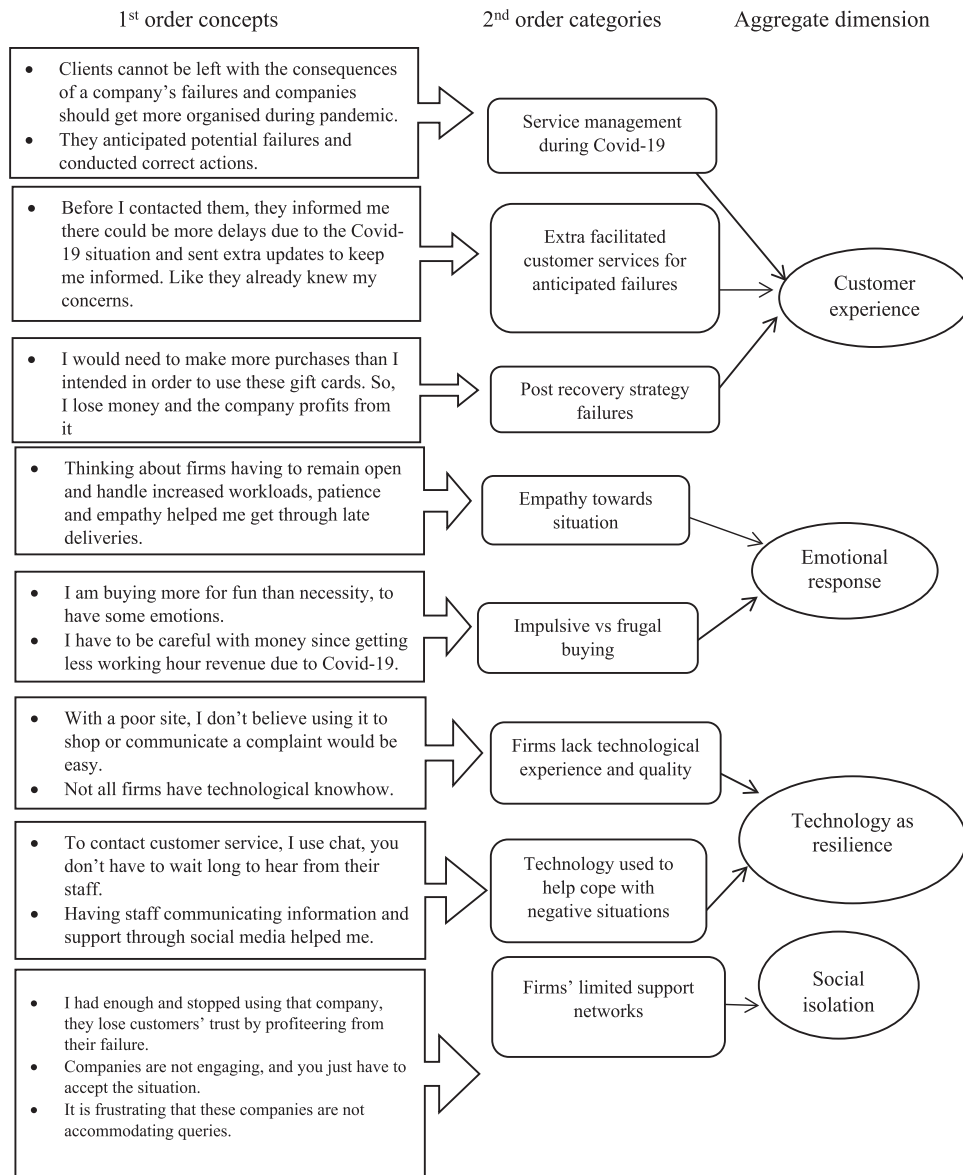 1st order concepts
2nd order categories
Aggregate dimension
• Clients cannot be left with the consequences
of a company's failures and companies
should get more organised during pandemic.
• They anticipated potential failures and
conducted correct actions.
Service management
during Covid-19
• Before I contacted them, they informed me
there could be more delays due to the Covid-
19 situation and sent extra updates to keep
me informed. Like they already knew my
concerns.
Extra facilitated
customer services for
anticipated failures
Customer
experience
• I would need to make more purchases than I
intended in order to use these gift cards. So,
I lose money and the company profits from
it
Post recovery strategy
failures
• Thinking about firms having to remain open
and handle increased workloads, patience
and empathy helped me get through late
deliveries.
Empathy towards
situation
Emotional
response
• I am buying more for fun than necessity, to
have some emotions.
• I have to be careful with money since getting
less working hour revenue due to Covid-19.
Impulsive vs frugal
buying
• With a poor site, I don't believe using it to
shop or communicate a complaint would be
easy.
• Not all firms have technological knowhow.
Firms lack technological
experience and quality
Technology as
resilience
• To contact customer service, I use chat, you
don't have to wait long to hear from their
staff.
• Having staff communicating information and
support through social media helped me.
Technology used to
help cope with
negative situations
• I had enough and stopped using that company,
they lose customers' trust by profiteering from
their failure.
• Companies are not engaging, and you just have to
accept the situation.
• It is frustrating that these companies are not
accommodating queries.
Firms' limited support
networks
Social
isolation